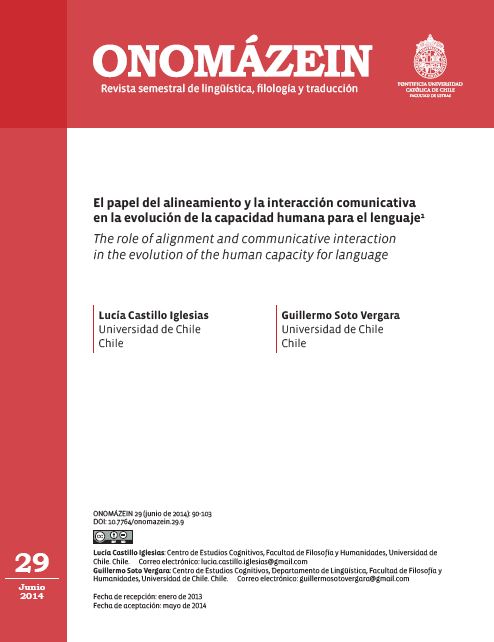 ONOMÁZEIN
Revista semestral de lingüística, filología y traducción
PONTIFICIA UNIVERSIDAD
CATÓLICA DE CHILE
FACULTAD DE LETRAS
El papel del alineamiento y la interacción comunicativa
en la evolución de la capacidad humana para el lenguaje¹
The role of alignment and communicative interaction
in the evolution of the human capacity for language
Lucía Castillo Iglesias
Universidad de Chile
Chile
Guillermo Soto Vergara
Universidad de Chile
Chile
ONOMÁZEIN 29 (junio de 2014): 90-103
DOI: 10.7764/onomazein.29.9
Lucía Castillo Iglesias: Centro de Estudios Cognitivos, Facultad de Filosofía y Humanidades, Universidad de
Chile. Chile. Correo electrónico: lucia.castillo.iglesias@gmail.com
Guillermo Soto Vergara: Centro de Estudios Cognitivos, Departamento de Lingüística, Facultad de Filosofía y
Humanidades, Universidad de Chile. Chile. Correo electrónico: guillermosotovergara@gmail.com
Fecha de recepción: enero de 2013
Fecha de aceptación: mayo de 2014
29
Junio
2014